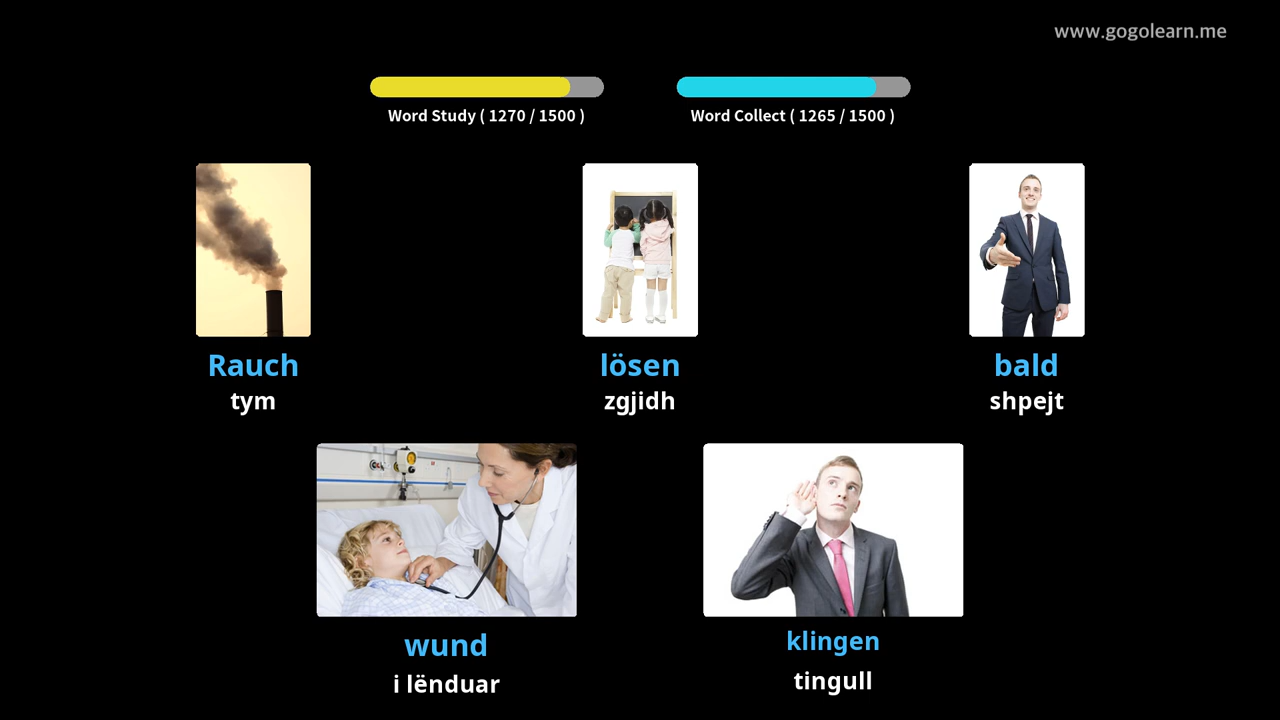 www.gogolearn.me
Word Study ( 1270 / 1500 )
Word Collect ( 1265 / 1500 )
Rauch
tym
lösen
zgjidh
bald
shpejt
wund
i lënduar
klingen
tingull